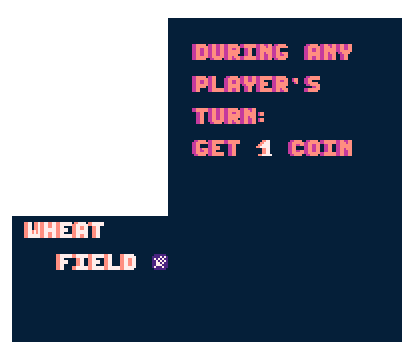 DURING ANY
PLAYER'S
TURN:
GET 1 COIN
WHEAT
FIELD